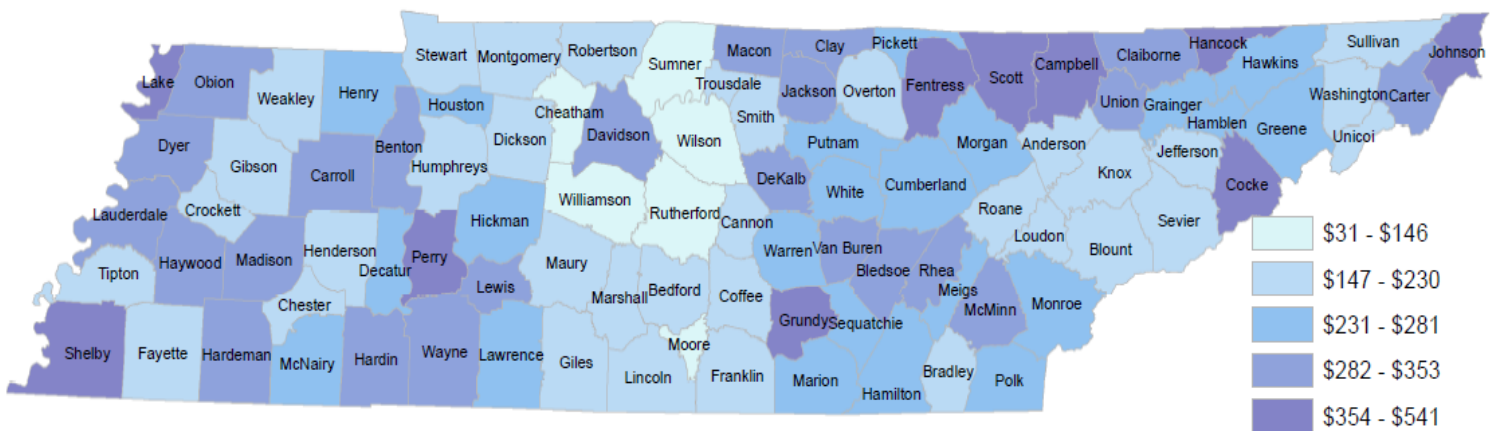 Stewart
Montgomery
Robertson
Sumner
Macon
Clay
Pickett
Fentress
Scott
Campbell
Claiborne
Hancock
Hawkins
Sullivan
Johnson
Lake
Obion
Weakley
Henry
Houston
Cheatham
Davidson
Trousdale
Smith
Jackson
Overton
Union
Grainger
Hamblen
Greene
Washington
Carter
Unicoi
Dyer
Gibson
Carroll
Benton
Humphreys
Dickson
Wilson
Putnam
Morgan
Anderson
Knox
Jefferson
Cocke
Lauderdale
Crockett
Williamson
Rutherford
Cannon
DeKalb
White
Cumberland
Roane
Loudon
Blount
Sevier
Tipton
Haywood
Madison
Henderson
Decatur
Perry
Hickman
Maury
Warren
Van Buren
Bledsoe
Rhea
Meigs
McMinn
Monroe
Chester
Lewis
Marshall
Bedford
Coffee
Grundy
Sequatchie
Shelby
Fayette
Hardeman
McNairy
Hardin
Wayne
Lawrence
Giles
Lincoln
Moore
Franklin
Marion
Hamilton
Bradley
Polk
$31 - $146
$147 - $230
$231 - $281
$282 - $353
$354 - $541